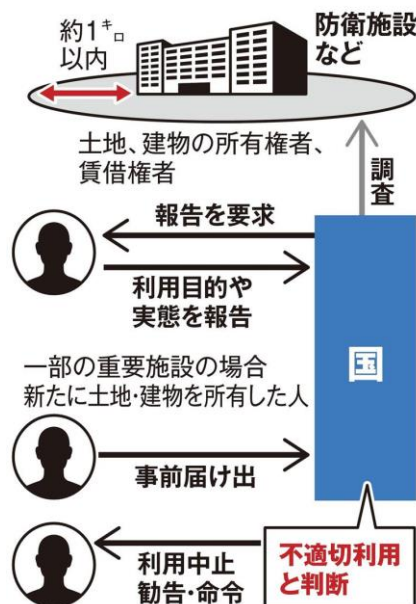 約1㌔
以内
防衛施設
など
土地、建物の所有権者、
賃借権者
調査
報告を要求
利用目的や
実態を報告
国
一部の重要施設の場合
新たに土地・建物を所有した人
事前届け出
利用中止
勧告・命令
不適切利用
と判断